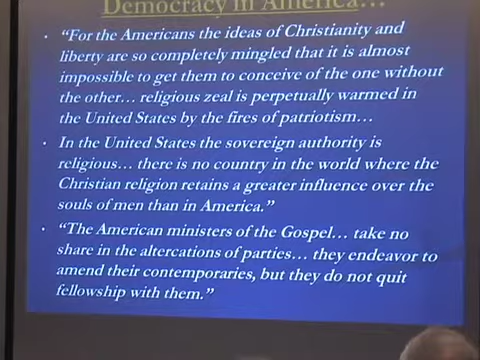 Democracy in America…
• “For the Americans the ideas of Christianity and
liberty are so completely mingled that it is almost
impossible to get them to conceive of the one without
the other… religious zeal is perpetually warmed in
the United States by the fires of patriotism…
• In the United States the sovereign authority is
religious… there is no country in the world where the
Christian religion retains a greater influence over the
souls of men than in America.”
• “The American ministers of the Gospel… take no
share in the altercations of parties… they endeavor to
amend their contemporaries, but they do not quit
fellowship with them.”